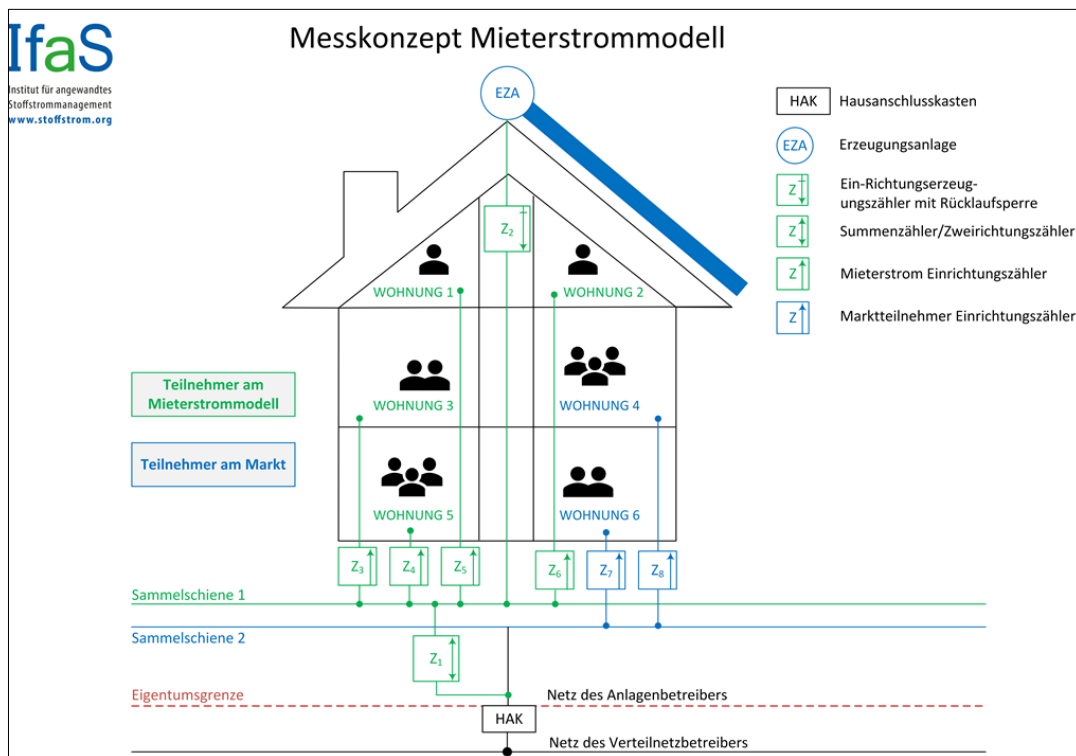 IfaS
Institut für angewandtes
Stoffstrommanagement
www.stoffstrom.org
Messkonzept Mieterstrommodell
EZA
HAK
Hausanschlusskasten
EZA
Erzeugungsanlage
Z
Ein-Richtungserzeug-
ungszähler mit Rücklaufsperre
Z
Summenzähler/Zweirichtungszähler
Z
Mieterstrom Einrichtungszähler
Z
Marktteilnehmer Einrichtungszähler
Z₂
WOHNUNG 1
WOHNUNG 2
Teilnehmer am
Mieterstrommodell
WOHNUNG 3
WOHNUNG 4
Teilnehmer am Markt
WOHNUNG 5
WOHNUNG 6
Z₃
Z₄
Z₅
Z₆
Z₇
Z₈
Sammelschiene 1
Sammelschiene 2
Z₁
Eigentumsgrenze
Netz des Anlagenbetreibers
HAK
Netz des Verteilnetzbetreibers